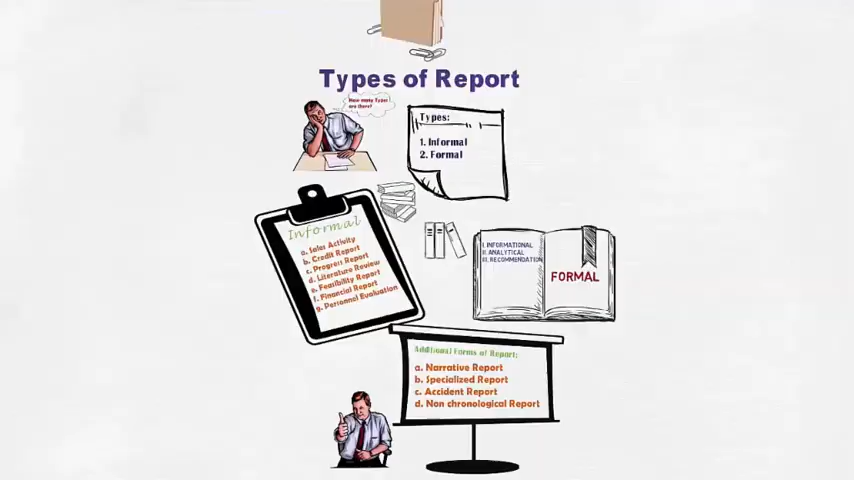 Types of Report
How many Types
are there?
Types:
1. Informal
2. Formal
Informal
a. Sales Activity
b. Credit Report
c. Progress Report
d. Literature Review
e. Feasibility Report
f. Financial Report
g. Personnel Evaluation
I. INFORMATIONAL
II. ANALYTICAL
III. RECOMMENDATION
FORMAL
Additional Forms of Report:
a. Narrative Report
b. Specialized Report
c. Accident Report
d. Non chronological Report